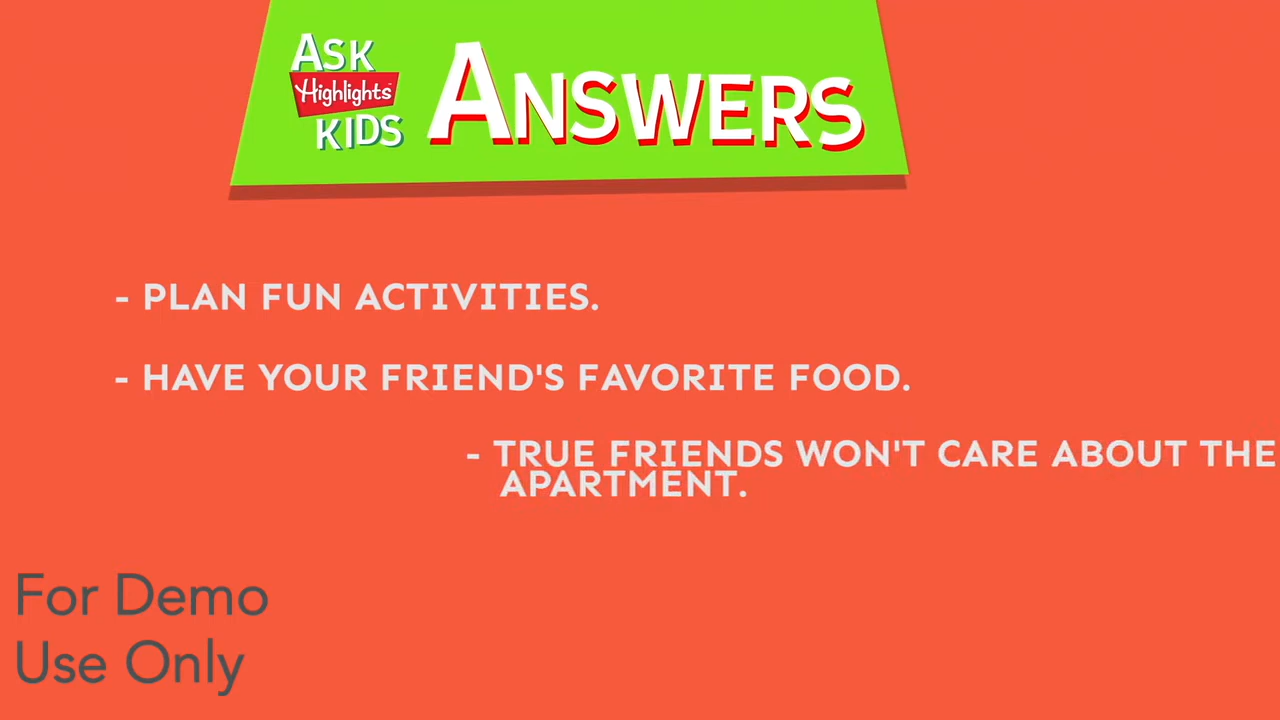 ASK
Highlights
KIDS
ANSWERS
- PLAN FUN ACTIVITIES.
- HAVE YOUR FRIEND'S FAVORITE FOOD.
- TRUE FRIENDS WON'T CARE ABOUT THE
APARTMENT.
For Demo
Use Only